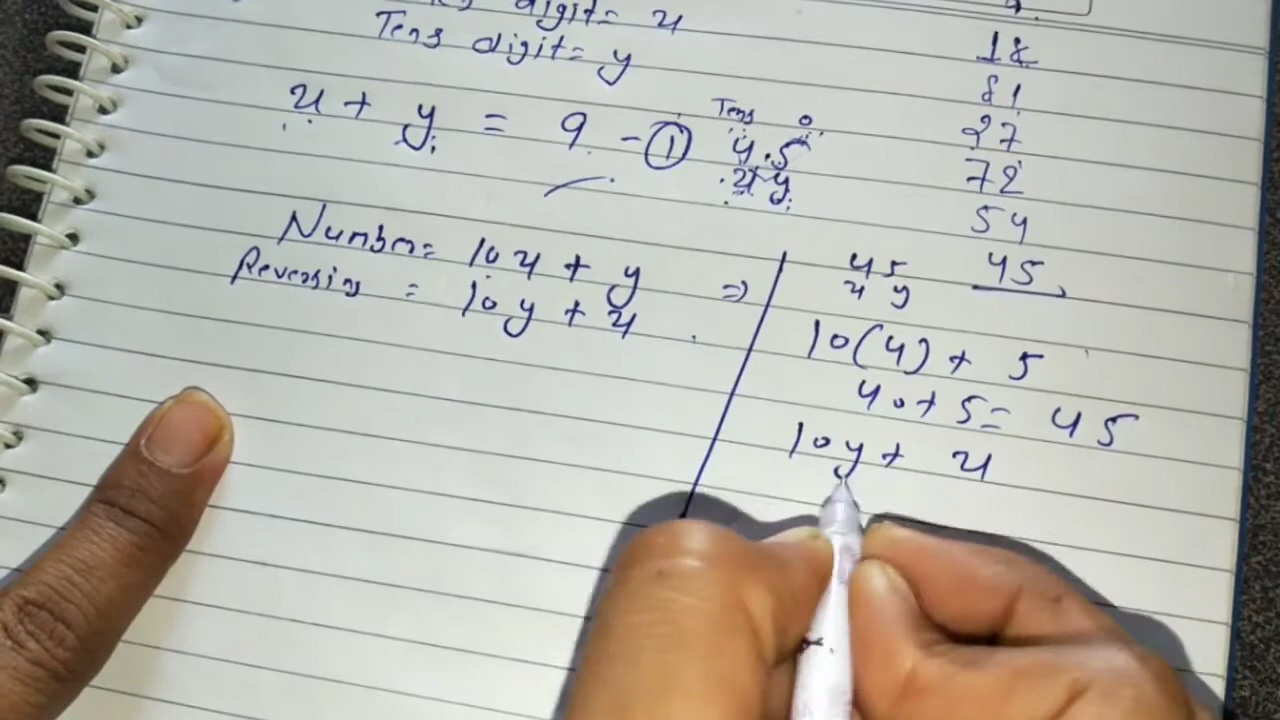 digit = x
Tens digit = y
x + y = 9 - ①
Tens o
4 5
x y
18
81
27
72
54
45
Number = 10x + y
Reversing = 10y + x
⇒
45
x y
10(4) + 5
40 + 5 = 45
10y + x